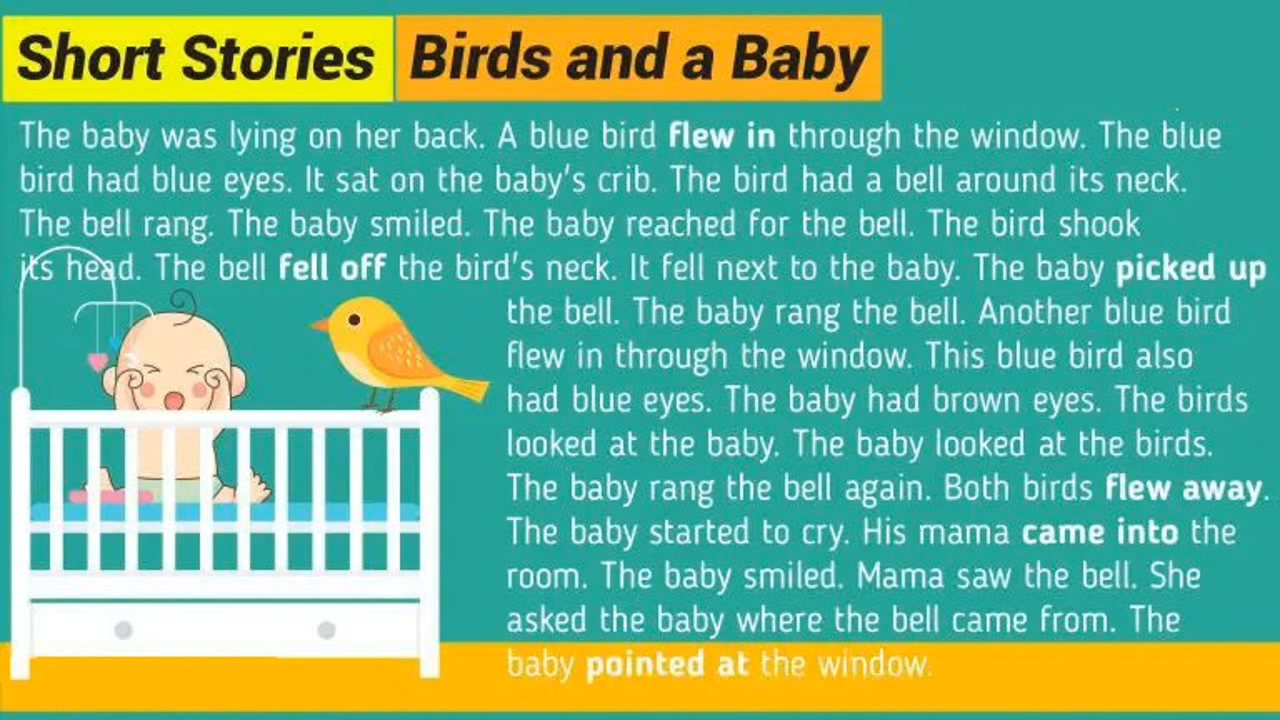 Short Stories Birds and a Baby
The baby was lying on her back. A blue bird flew in through the window. The blue
bird had blue eyes. It sat on the baby's crib. The bird had a bell around its neck.
The bell rang. The baby smiled. The baby reached for the bell. The bird shook
its head. The bell fell off the bird's neck. It fell next to the baby. The baby picked up
the bell. The baby rang the bell. Another blue bird
flew in through the window. This blue bird also
had blue eyes. The baby had brown eyes. The birds
looked at the baby. The baby looked at the birds.
The baby rang the bell again. Both birds flew away.
The baby started to cry. His mama came into the
room. The baby smiled. Mama saw the bell. She
asked the baby where the bell came from. The
baby pointed at the window.